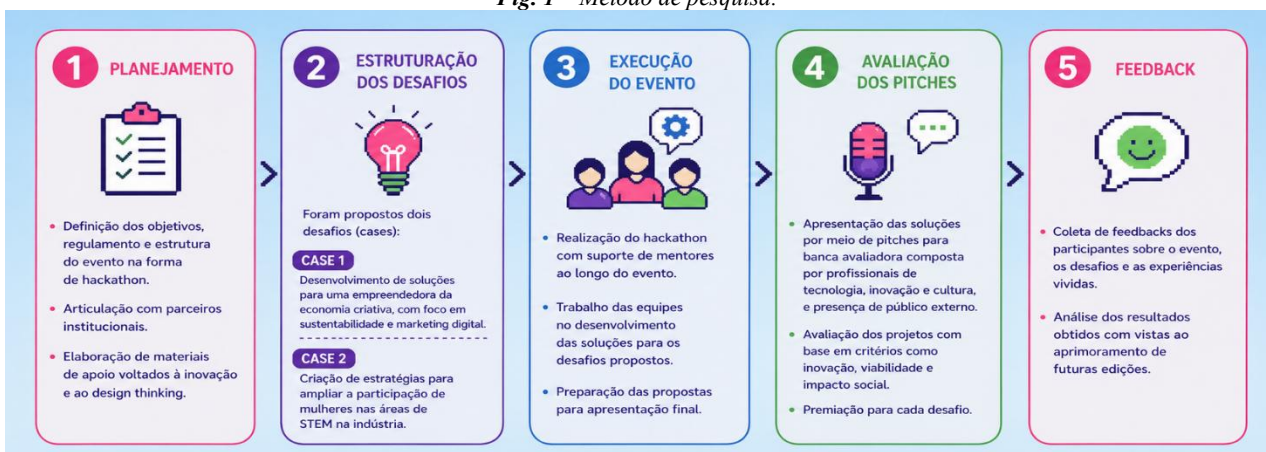 Fig. 1 – Método de pesquisa.
1 PLANEJAMENTO
• Definição dos objetivos,
regulamento e estrutura
do evento na forma
de hackathon.
• Articulação com parceiros
institucionais.
• Elaboração de materiais
de apoio voltados à inovação
e ao design thinking.
2 ESTRUTURAÇÃO
DOS DESAFIOS
Foram propostos dois
desafios (cases):
CASE 1
Desenvolvimento de soluções
para uma empreendedora da
economia criativa, com foco em
sustentabilidade e marketing digital.
CASE 2
Criação de estratégias para
ampliar a participação de
mulheres nas áreas de
STEM na indústria.
3 EXECUÇÃO
DO EVENTO
• Realização do hackathon
com suporte de mentores
ao longo do evento.
• Trabalho das equipes
no desenvolvimento
das soluções para os
desafios propostos.
• Preparação das propostas
para apresentação final.
4 AVALIAÇÃO
DOS PITCHES
• Apresentação das soluções
por meio de pitches para
banca avaliadora composta
por profissionais de
tecnologia, inovação e cultura,
e presença de público externo.
• Avaliação dos projetos com
base em critérios como
inovação, viabilidade e
impacto social.
• Premiação para cada desafio.
5 FEEDBACK
• Coleta de feedbacks dos
participantes sobre o evento,
os desafios e as experiências
vividas.
• Análise dos resultados
obtidos com vistas ao
aprimoramento de
futuras edições.